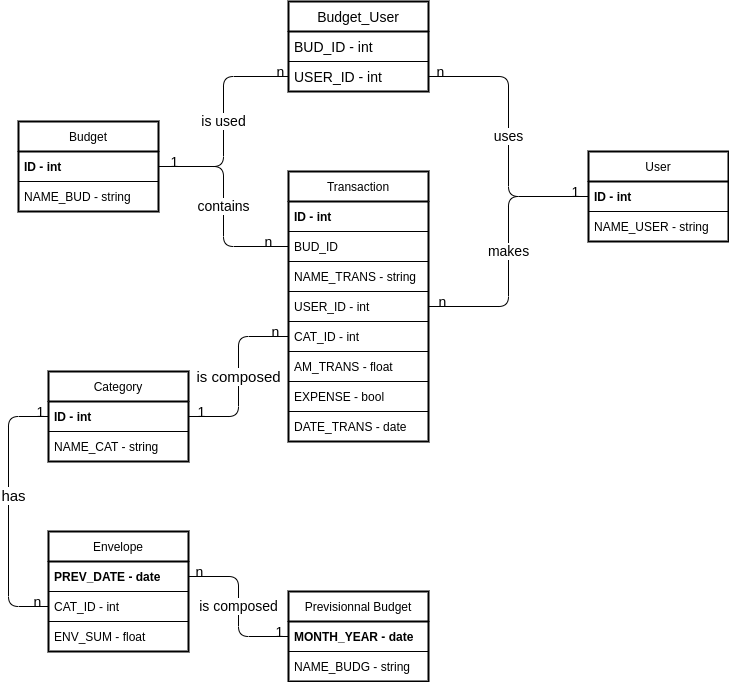 Budget_User
BUD_ID - int
USER_ID - int
n
n
is used
uses
Budget
ID - int
NAME_BUD - string
1
User
ID - int
NAME_USER - string
1
contains
n
makes
n
Transaction
ID - int
BUD_ID
NAME_TRANS - string
USER_ID - int
CAT_ID - int
AM_TRANS - float
EXPENSE - bool
DATE_TRANS - date
n
is composed
Category
ID - int
NAME_CAT - string
1
1
has
Envelope
PREV_DATE - date
CAT_ID - int
ENV_SUM - float
n
n
is composed
1
Previsionnal Budget
MONTH_YEAR - date
NAME_BUDG - string